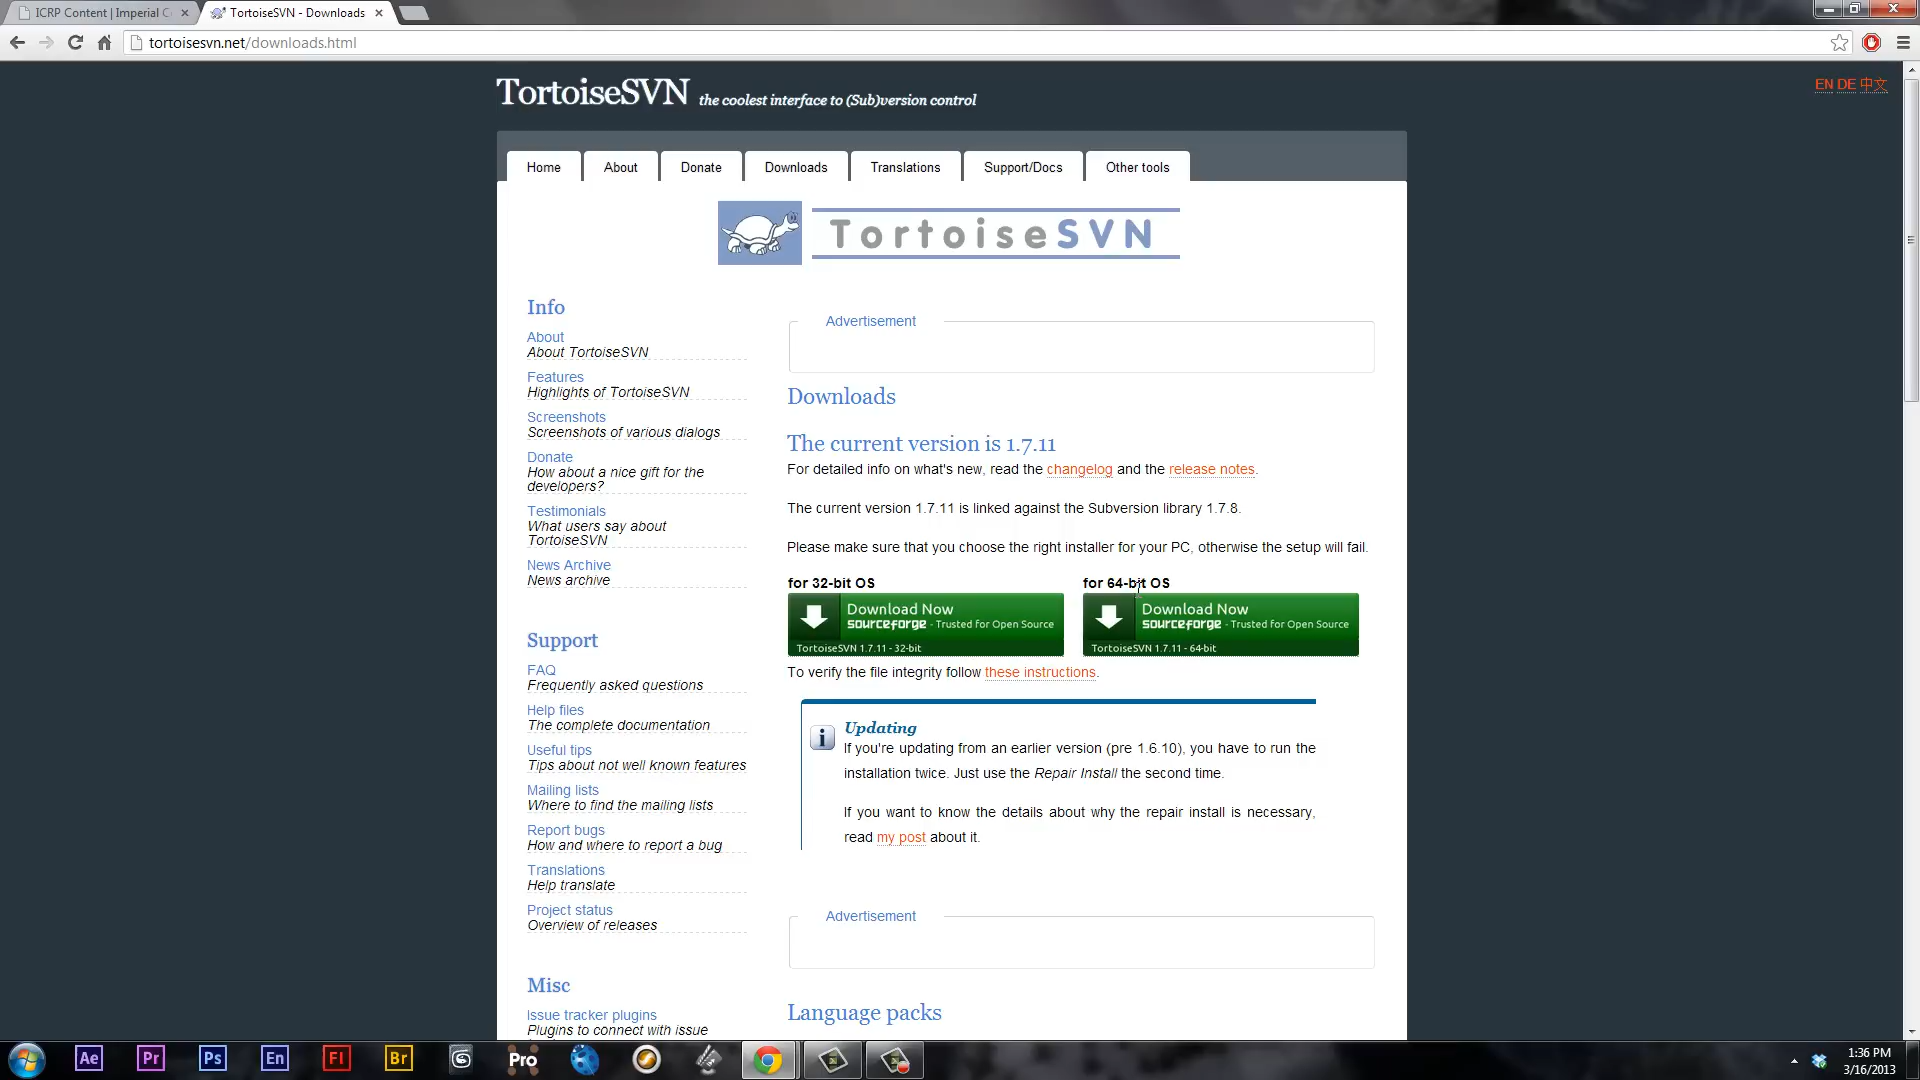 ICRP Content | Imperial C
TortoiseSVN - Downloads
tortoisesvn.net/downloads.html
TortoiseSVN the coolest interface to (Sub)version control
EN DE 中文
Home About Donate Downloads Translations Support/Docs Other tools
TortoiseSVN
Info
About
About TortoiseSVN
Features
Highlights of TortoiseSVN
Screenshots
Screenshots of various dialogs
Donate
How about a nice gift for the
developers?
Testimonials
What users say about
TortoiseSVN
News Archive
News archive
Support
FAQ
Frequently asked questions
Help files
The complete documentation
Useful tips
Tips about not well known features
Mailing lists
Where to find the mailing lists
Report bugs
How and where to report a bug
Translations
Help translate
Project status
Overview of releases
Misc
Issue tracker plugins
Plugins to connect with issue
Advertisement
Downloads
The current version is 1.7.11
For detailed info on what's new, read the changelog and the release notes.
The current version 1.7.11 is linked against the Subversion library 1.7.8.
Please make sure that you choose the right installer for your PC, otherwise the setup will fail.
for 32-bit OS
Download Now
sourceforge - Trusted for Open Source
TortoiseSVN 1.7.11 - 32-bit
for 64-bit OS
Download Now
sourceforge - Trusted for Open Source
TortoiseSVN 1.7.11 - 64-bit
To verify the file integrity follow these instructions.
Updating
If you're updating from an earlier version (pre 1.6.10), you have to run the
installation twice. Just use the Repair Install the second time.
If you want to know the details about why the repair install is necessary,
read my post about it.
Advertisement
Language packs
Ae Pr Ps En Fl Br Pro
1:36 PM
3/16/2013